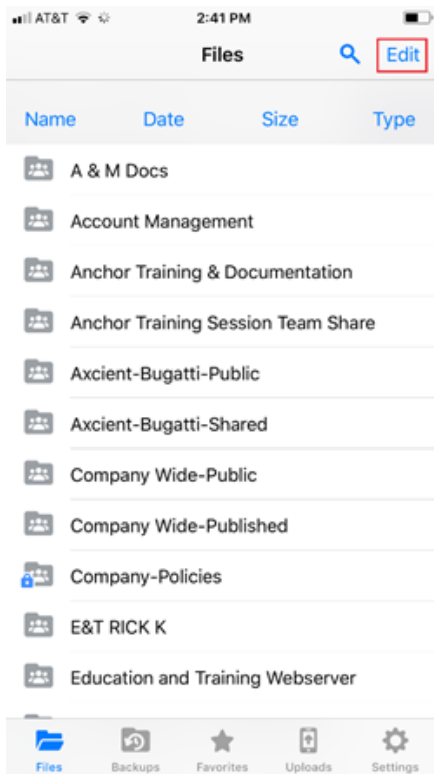 AT&T 2:41 PM
Files Edit
Name Date Size Type
A & M Docs
Account Management
Anchor Training & Documentation
Anchor Training Session Team Share
Axcient-Bugatti-Public
Axcient-Bugatti-Shared
Company Wide-Public
Company Wide-Published
Company-Policies
E&T RICK K
Education and Training Webserver
Files Backups Favorites Uploads Settings